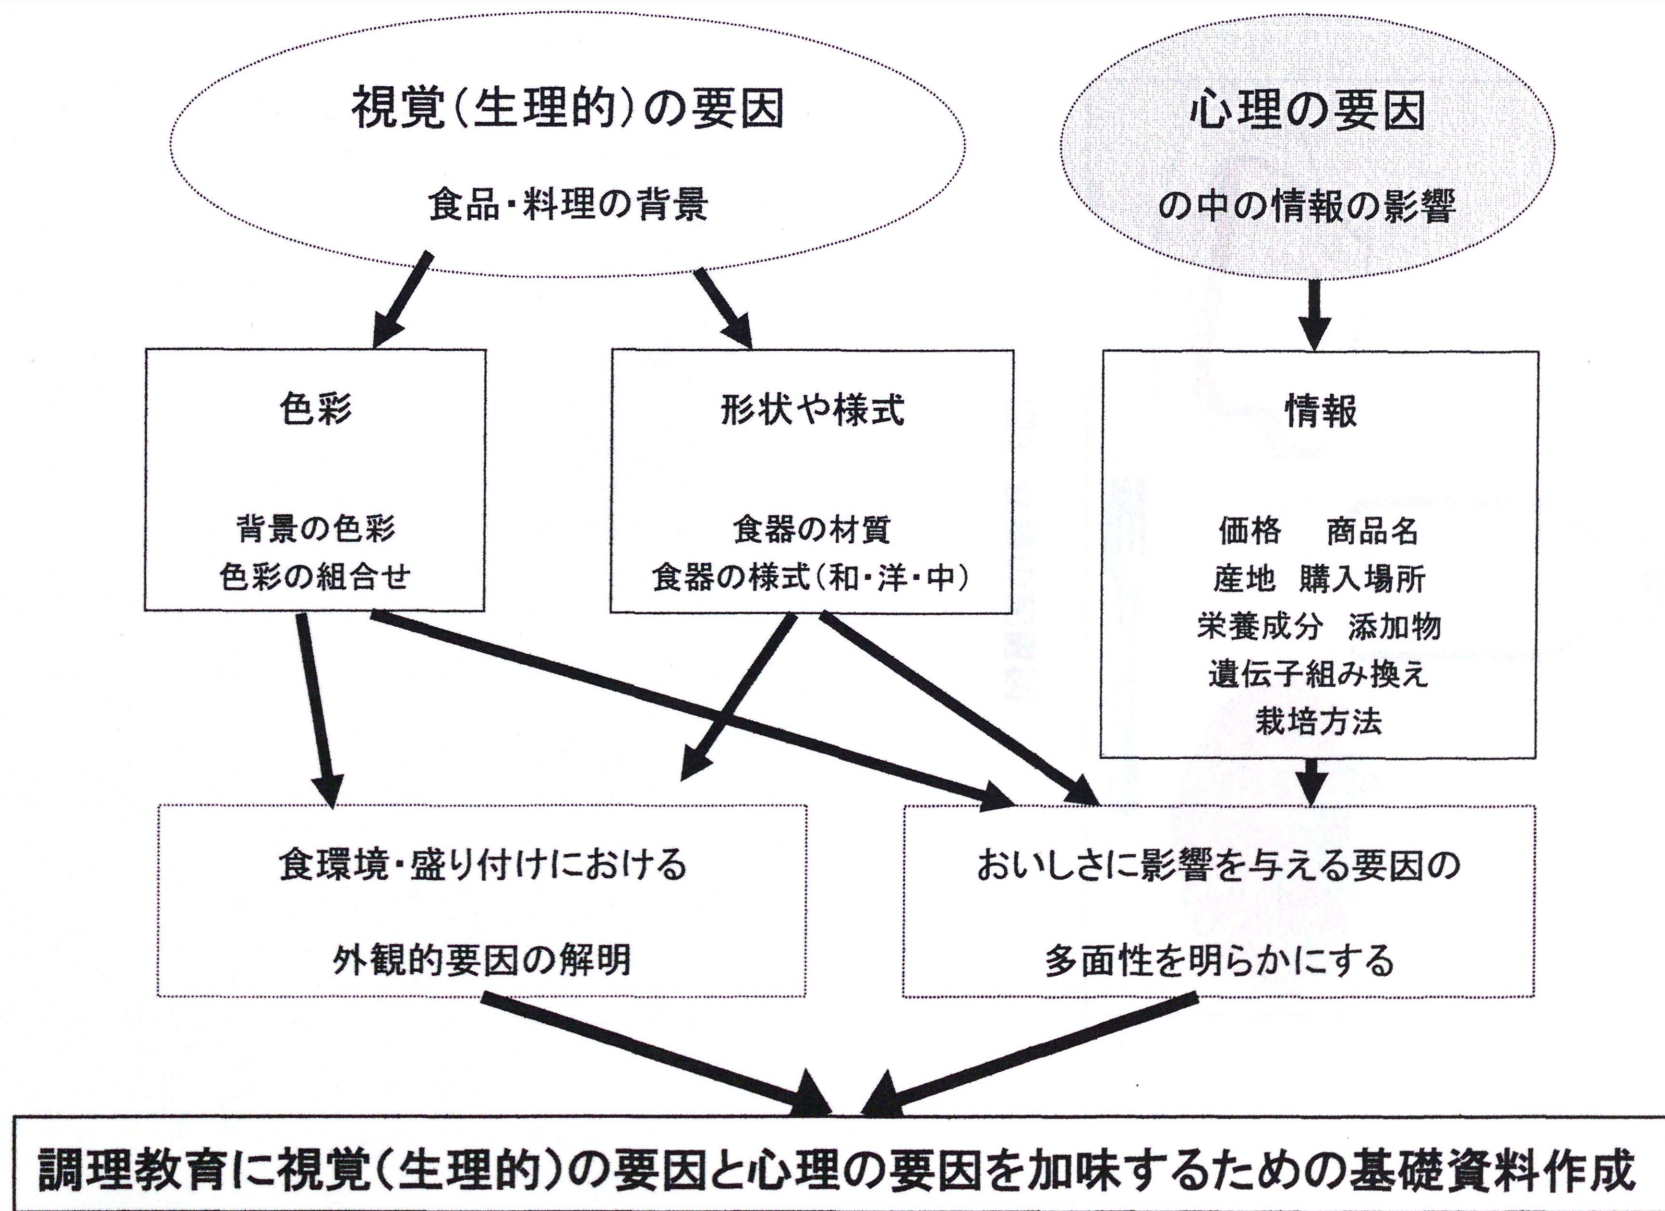 視覚(生理的)の要因
食品・料理の背景
心理の要因
の中の情報の影響
色彩
背景の色彩
色彩の組合せ
形状や様式
食器の材質
食器の様式(和・洋・中)
情報
価格 商品名
産地 購入場所
栄養成分 添加物
遺伝子組み換え
栽培方法
食環境・盛り付けにおける
外観的要因の解明
おいしさに影響を与える要因の
多面性を明らかにする
調理教育に視覚(生理的)の要因と心理の要因を加味するための基礎資料作成